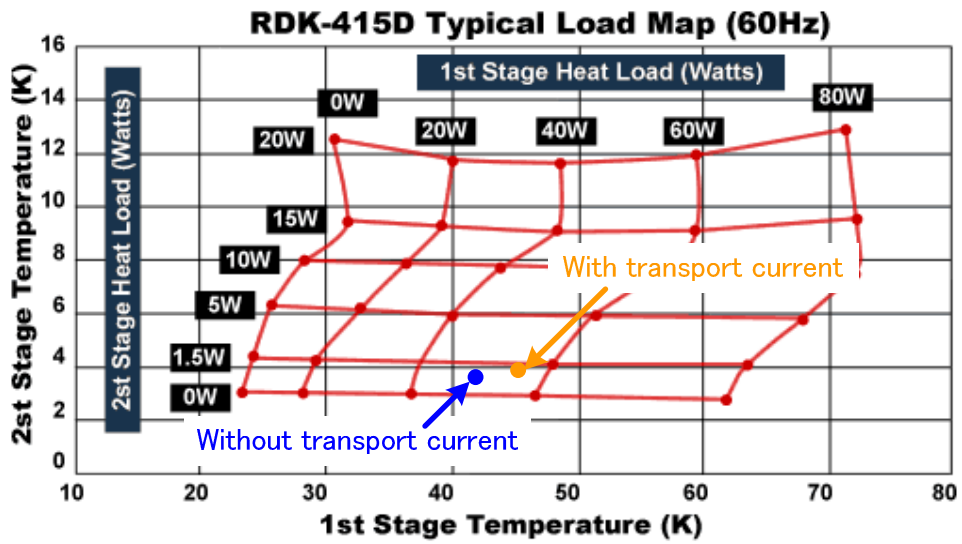 RDK-415D Typical Load Map (60Hz)
1st Stage Heat Load (Watts)
2st Stage Heat Load (Watts)
2st Stage Temperature (K)
16
14
12
10
8
6
4
2
0
0W
20W
40W
60W
80W
20W
15W
10W
5W
1.5W
0W
With transport current
Without transport current
10
20
30
40
50
60
70
80
1st Stage Temperature (K)